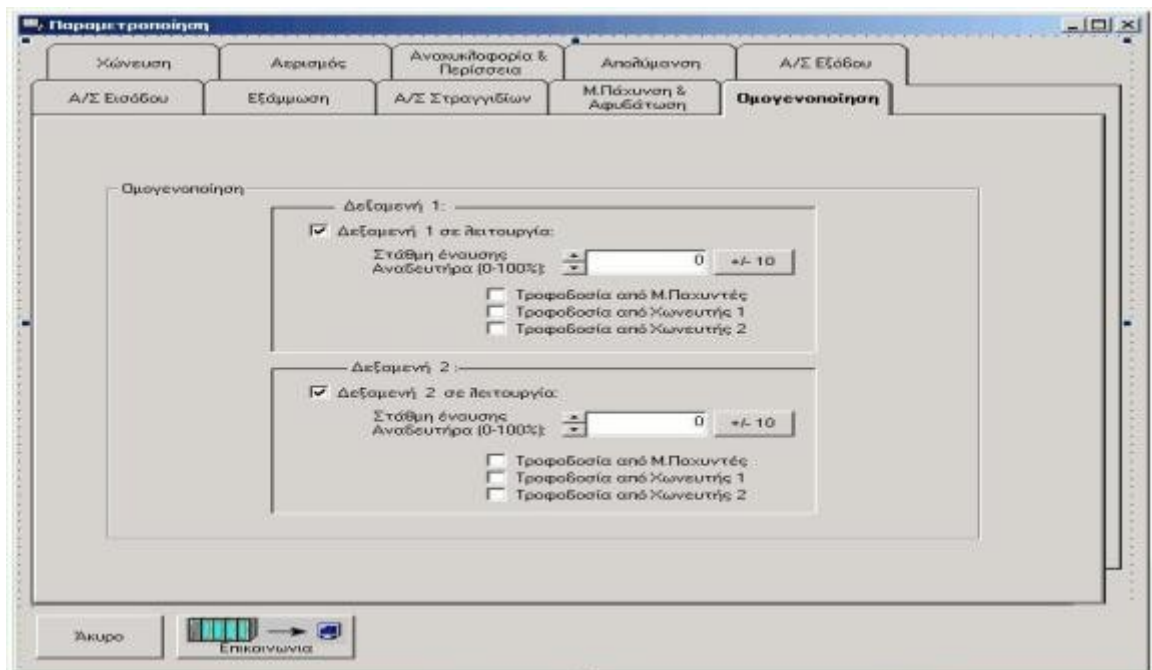 Παραμετροποίηση
Χώνευση
Αερισμός
Ανακυκλοφορία &
Περίσσεια
Απολύμανση
Α/Σ Εξόδου
Α/Σ Εισόδου
Εξάμμωση
Α/Σ Στραγγιδίων
Μ.Πάχυνση &
Αφυδάτωση
Ομογενοποίηση
Ομογενοποίηση
Δεξαμενή 1:
Δεξαμενή 1 σε λειτουργία:
Στάθμη έναυσης
Αναδευτήρα (0-100%):
0
+/- 10
Τροφοδοσία από Μ.Παχυντές
Τροφοδοσία από Χωνευτής 1
Τροφοδοσία από Χωνευτής 2
Δεξαμενή 2:
Δεξαμενή 2 σε λειτουργία:
Στάθμη έναυσης
Αναδευτήρα (0-100%):
0
+/- 10
Τροφοδοσία από Μ.Παχυντές
Τροφοδοσία από Χωνευτής 1
Τροφοδοσία από Χωνευτής 2
Άκυρο
Επικοινωνία